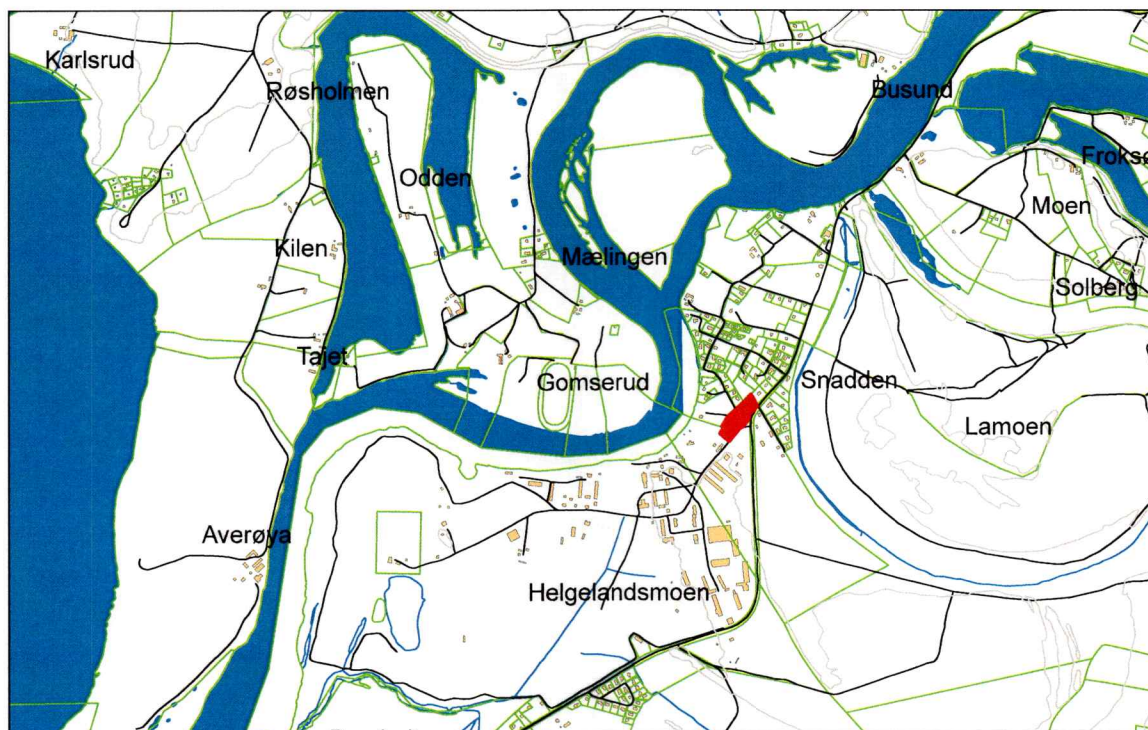 Karlsrud
Røsholmen
Busund
Odden
Moen
Kilen
Mælingen
Solberg
Tajet
Gomserud
Snadden
Lamoen
Averøya
Helgelandsmoen